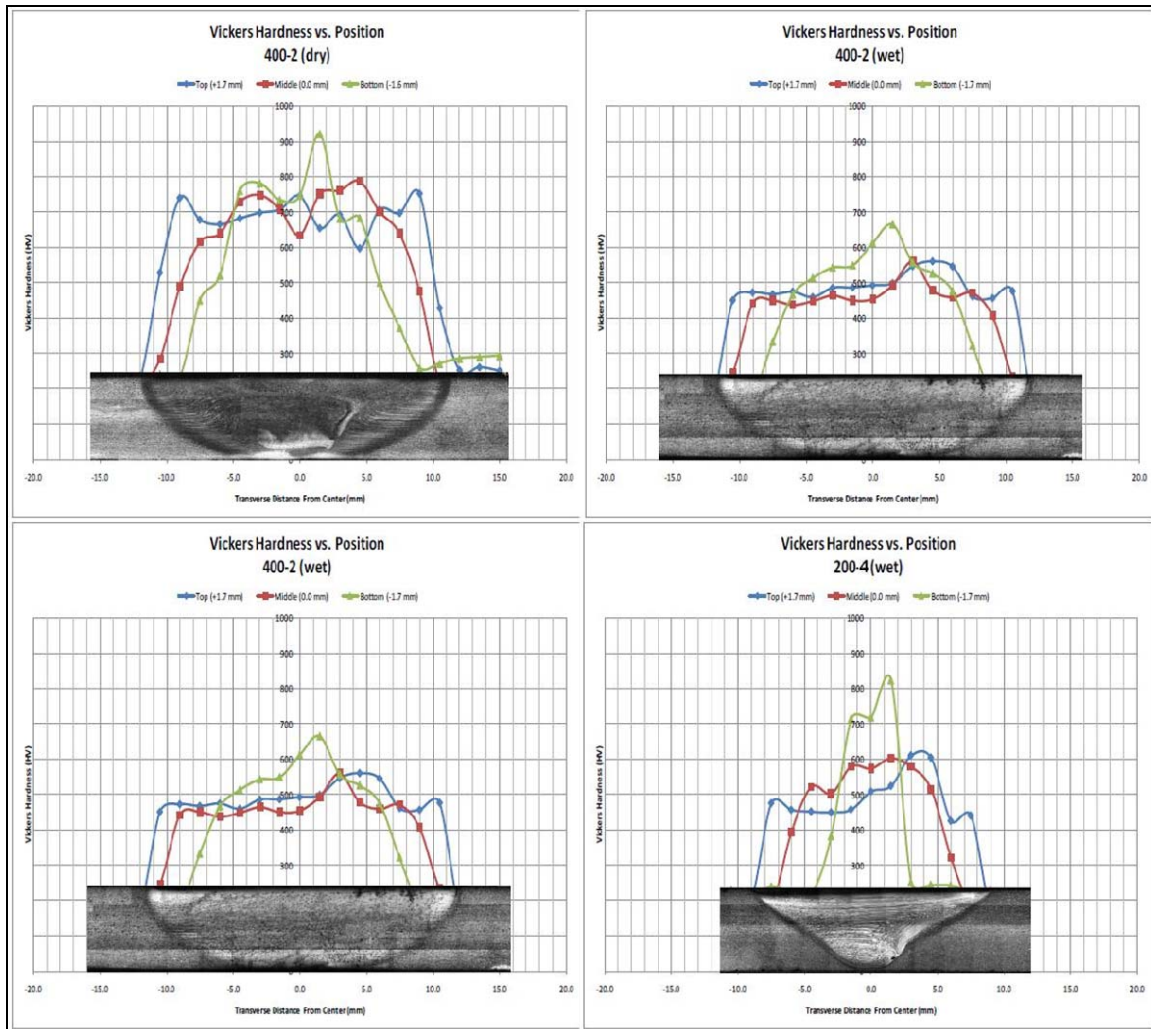 Vickers Hardness vs. Position
400-2 (dry)
Top (+1.7 mm) Middle (0.0 mm) Bottom (-1.6 mm)
1000
900
800
700
600
500
400
300
0
Vickers Hardness (HV)
-20.0 -15.0 -10.0 -5.0 0.0 5.0 10.0 15.0 20.0
Transverse Distance From Center (mm)
Vickers Hardness vs. Position
400-2 (wet)
Top (+1.7 mm) Middle (0.0 mm) Bottom (-1.7 mm)
1000
900
800
700
600
500
400
300
0
Vickers Hardness (HV)
-20.0 -15.0 -10.0 -5.0 0.0 5.0 10.0 15.0 20.0
Transverse Distance From Center (mm)
Vickers Hardness vs. Position
400-2 (wet)
Top (+1.7 mm) Middle (0.0 mm) Bottom (-1.7 mm)
1000
900
800
700
600
500
400
300
0
Vickers Hardness (HV)
-20.0 -15.0 -10.0 -5.0 0.0 5.0 10.0 15.0 20.0
Transverse Distance From Center (mm)
Vickers Hardness vs. Position
200-4 (wet)
Top (+1.7 mm) Middle (0.0 mm) Bottom (-1.7 mm)
1000
900
800
700
600
500
400
300
0
Vickers Hardness (HV)
-20.0 -15.0 -10.0 -5.0 0.0 5.0 10.0 15.0 20.0
Transverse Distance From Center (mm)